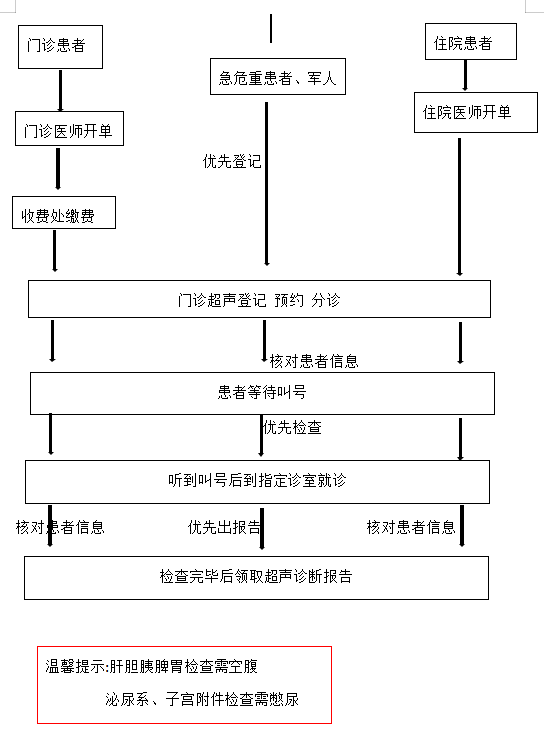 门诊患者
急危重患者、军人
住院患者
门诊医师开单
住院医师开单
优先登记
收费处缴费
门诊超声登记 预约 分诊
核对患者信息
患者等待叫号
优先检查
听到叫号后到指定诊室就诊
核对患者信息
优先出报告
核对患者信息
检查完毕后领取超声诊断报告
温馨提示:肝胆胰脾胃检查需空腹
泌尿系、子宫附件检查需憋尿